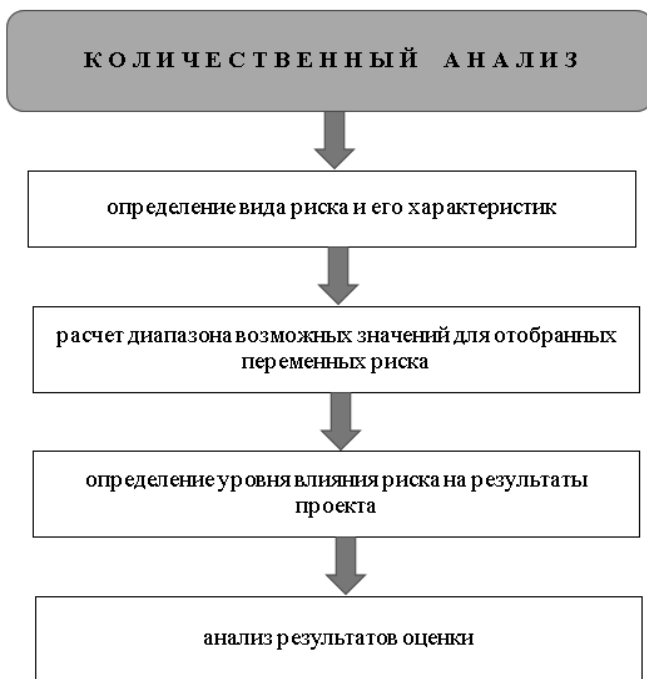 КОЛИЧЕСТВЕННЫЙ АНАЛИЗ
определение вида риска и его характеристик
расчет диапазона возможных значений для отобранных
переменных риска
определение уровня влияния риска на результаты
проекта
анализ результатов оценки